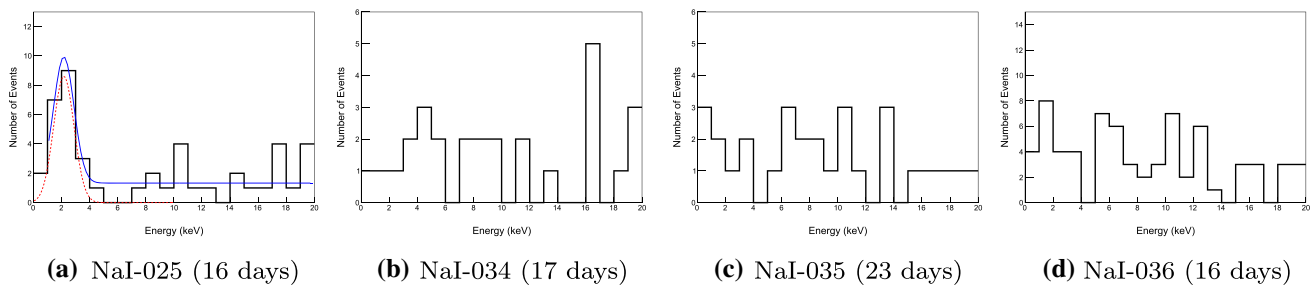 Number of Events
12
10
8
6
4
2
0
0 2 4 6 8 10 12 14 16 18 20
Energy (keV)
(a) NaI-025 (16 days)
Number of Events
6
5
4
3
2
1
0
0 2 4 6 8 10 12 14 16 18 20
Energy (keV)
(b) NaI-034 (17 days)
Number of Events
6
5
4
3
2
1
0
0 2 4 6 8 10 12 14 16 18 20
Energy (keV)
(c) NaI-035 (23 days)
Number of Events
14
12
10
8
6
4
2
0
0 2 4 6 8 10 12 14 16 18 20
Energy (keV)
(d) NaI-036 (16 days)